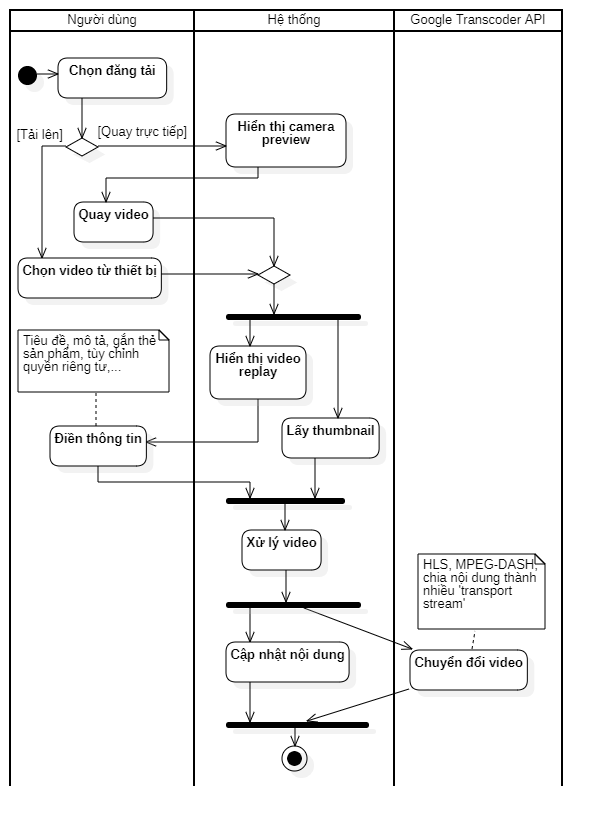 Người dùng
Hệ thống
Google Transcoder API
Chọn đăng tải
[Tải lên]
[Quay trực tiếp]
Hiển thị camera
preview
Quay video
Chọn video từ thiết bị
Tiêu đề, mô tả, gắn thẻ
sản phẩm, tùy chỉnh
quyền riêng tư,...
Hiển thị video
replay
Điền thông tin
Lấy thumbnail
Xử lý video
HLS, MPEG-DASH,
chia nội dung thành
nhiều 'transport
stream'
Cập nhật nội dung
Chuyển đổi video